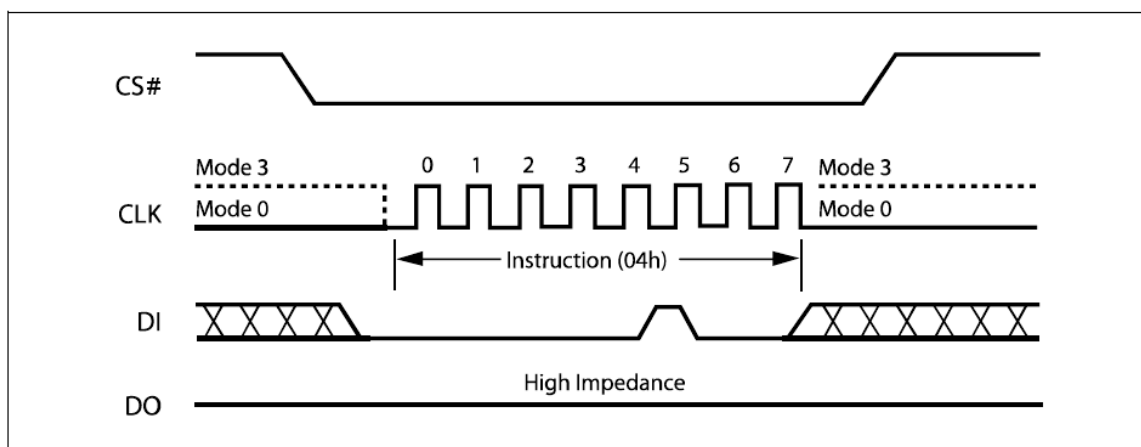 CS#
Mode 3
0 1 2 3 4 5 6 7
Mode 3
CLK
Mode 0
Mode 0
Instruction (04h)
DI
High Impedance
DO